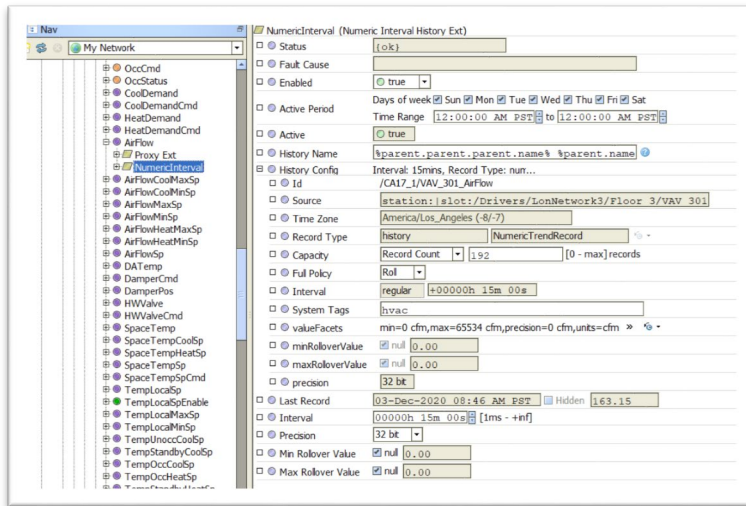 Nav
My Network
OccCmd
OccStatus
CoolDemand
CoolDemandCmd
HeatDemand
HeatDemandCmd
AirFlow
Proxy Ext
NumericInterval
AirFlowCoolMaxSp
AirFlowCoolMinSp
AirFlowMaxSp
AirFlowMinSp
AirFlowHeatMaxSp
AirFlowHeatMinSp
AirFlowSp
DATemp
DamperCmd
DamperPos
HWValve
HWValveCmd
SpaceTemp
SpaceTempCoolSp
SpaceTempHeatSp
SpaceTempSp
SpaceTempSpCmd
TempLocalSp
TempLocalSpEnable
TempLocalMaxSp
TempLocalMinSp
TempUnoccCoolSp
TempStandbyCoolSp
TempOccCoolSp
TempOccHeatSp
TempStandbyHeatSp
NumericInterval (Numeric Interval History Ext)
Status {ok}
Fault Cause
Enabled true
Active Period Days of week Sun Mon Tue Wed Thu Fri Sat
Time Range 12:00:00 AM PST to 12:00:00 AM PST
Active true
History Name %parent.parent.parent.name% %parent.name
History Config Interval: 15mins, Record Type: num...
Id /CA17_1/VAV_301_AirFlow
Source station:|slot:/Drivers/LonNetwork3/Floor 3/VAV 301
Time Zone America/Los_Angeles (-8/-7)
Record Type history NumericTrendRecord
Capacity Record Count 192 [0 - max] records
Full Policy Roll
Interval regular +00000h 15m 00s
System Tags hvac
valueFacets min=0 cfm,max=65534 cfm,precision=0 cfm,units=cfm »
minRolloverValue null 0.00
maxRolloverValue null 0.00
precision 32 bit
Last Record 03-Dec-2020 08:46 AM PST Hidden 163.15
Interval 00000h 15m 00s [1ms - +inf]
Precision 32 bit
Min Rollover Value null 0.00
Max Rollover Value null 0.00